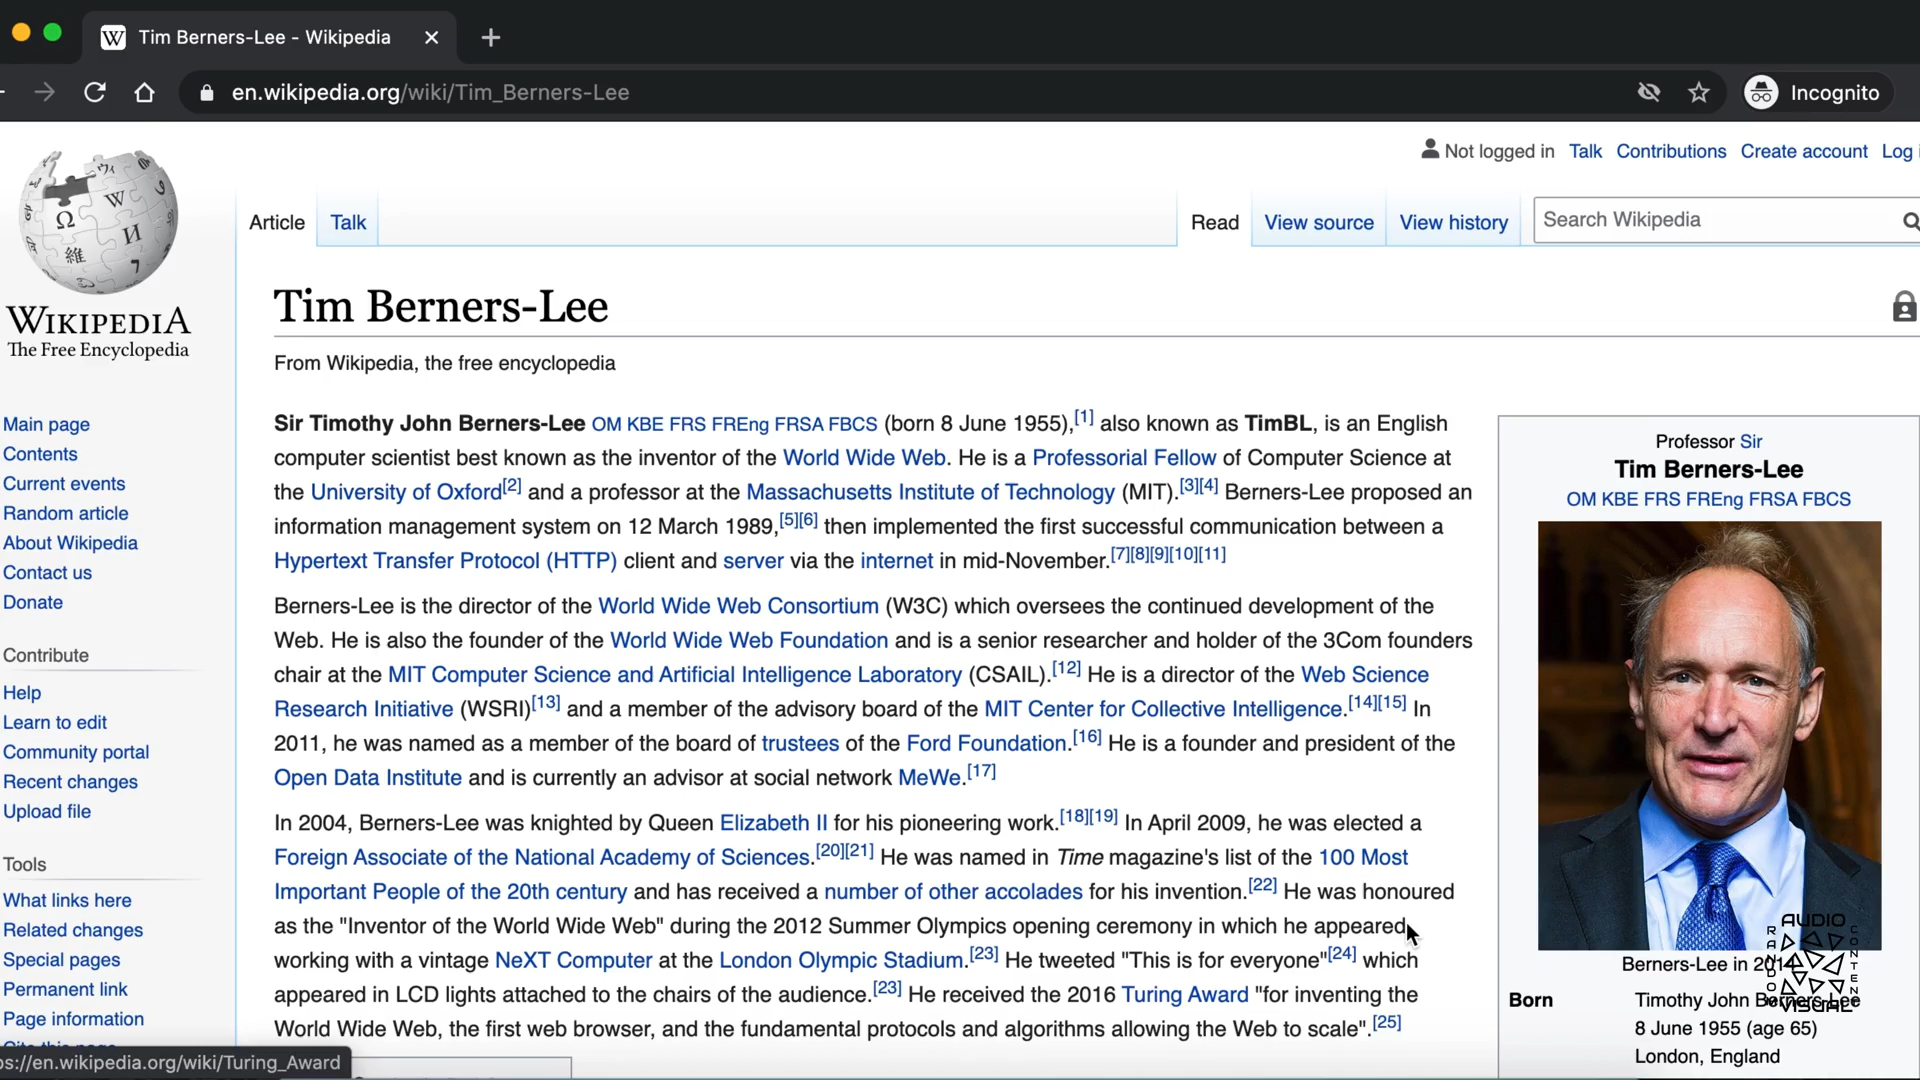 Tim Berners-Lee - Wikipedia
en.wikipedia.org/wiki/Tim_Berners-Lee
Incognito
Not logged in Talk Contributions Create account Log
Article Talk Read View source View history Search Wikipedia
WIKIPEDIA
The Free Encyclopedia
Main page
Contents
Current events
Random article
About Wikipedia
Contact us
Donate
Contribute
Help
Learn to edit
Community portal
Recent changes
Upload file
Tools
What links here
Related changes
Special pages
Permanent link
Page information
Tim Berners-Lee
From Wikipedia, the free encyclopedia
Sir Timothy John Berners-Lee OM KBE FRS FREng FRSA FBCS (born 8 June 1955),[1] also known as TimBL, is an English
computer scientist best known as the inventor of the World Wide Web. He is a Professorial Fellow of Computer Science at
the University of Oxford[2] and a professor at the Massachusetts Institute of Technology (MIT).[3][4] Berners-Lee proposed an
information management system on 12 March 1989,[5][6] then implemented the first successful communication between a
Hypertext Transfer Protocol (HTTP) client and server via the internet in mid-November.[7][8][9][10][11]
Berners-Lee is the director of the World Wide Web Consortium (W3C) which oversees the continued development of the
Web. He is also the founder of the World Wide Web Foundation and is a senior researcher and holder of the 3Com founders
chair at the MIT Computer Science and Artificial Intelligence Laboratory (CSAIL).[12] He is a director of the Web Science
Research Initiative (WSRI)[13] and a member of the advisory board of the MIT Center for Collective Intelligence.[14][15] In
2011, he was named as a member of the board of trustees of the Ford Foundation.[16] He is a founder and president of the
Open Data Institute and is currently an advisor at social network MeWe.[17]
In 2004, Berners-Lee was knighted by Queen Elizabeth II for his pioneering work.[18][19] In April 2009, he was elected a
Foreign Associate of the National Academy of Sciences.[20][21] He was named in Time magazine's list of the 100 Most
Important People of the 20th century and has received a number of other accolades for his invention.[22] He was honoured
as the "Inventor of the World Wide Web" during the 2012 Summer Olympics opening ceremony in which he appeared
working with a vintage NeXT Computer at the London Olympic Stadium.[23] He tweeted "This is for everyone"[24] which
appeared in LCD lights attached to the chairs of the audience.[23] He received the 2016 Turing Award "for inventing the
World Wide Web, the first web browser, and the fundamental protocols and algorithms allowing the Web to scale".[25]
Professor Sir
Tim Berners-Lee
OM KBE FRS FREng FRSA FBCS
Berners-Lee in 2014
Born Timothy John Berners-Lee
8 June 1955 (age 65)
London, England
AUDIO
RANDOM
CONTENT
VISUAL
ps://en.wikipedia.org/wiki/Turing_Award